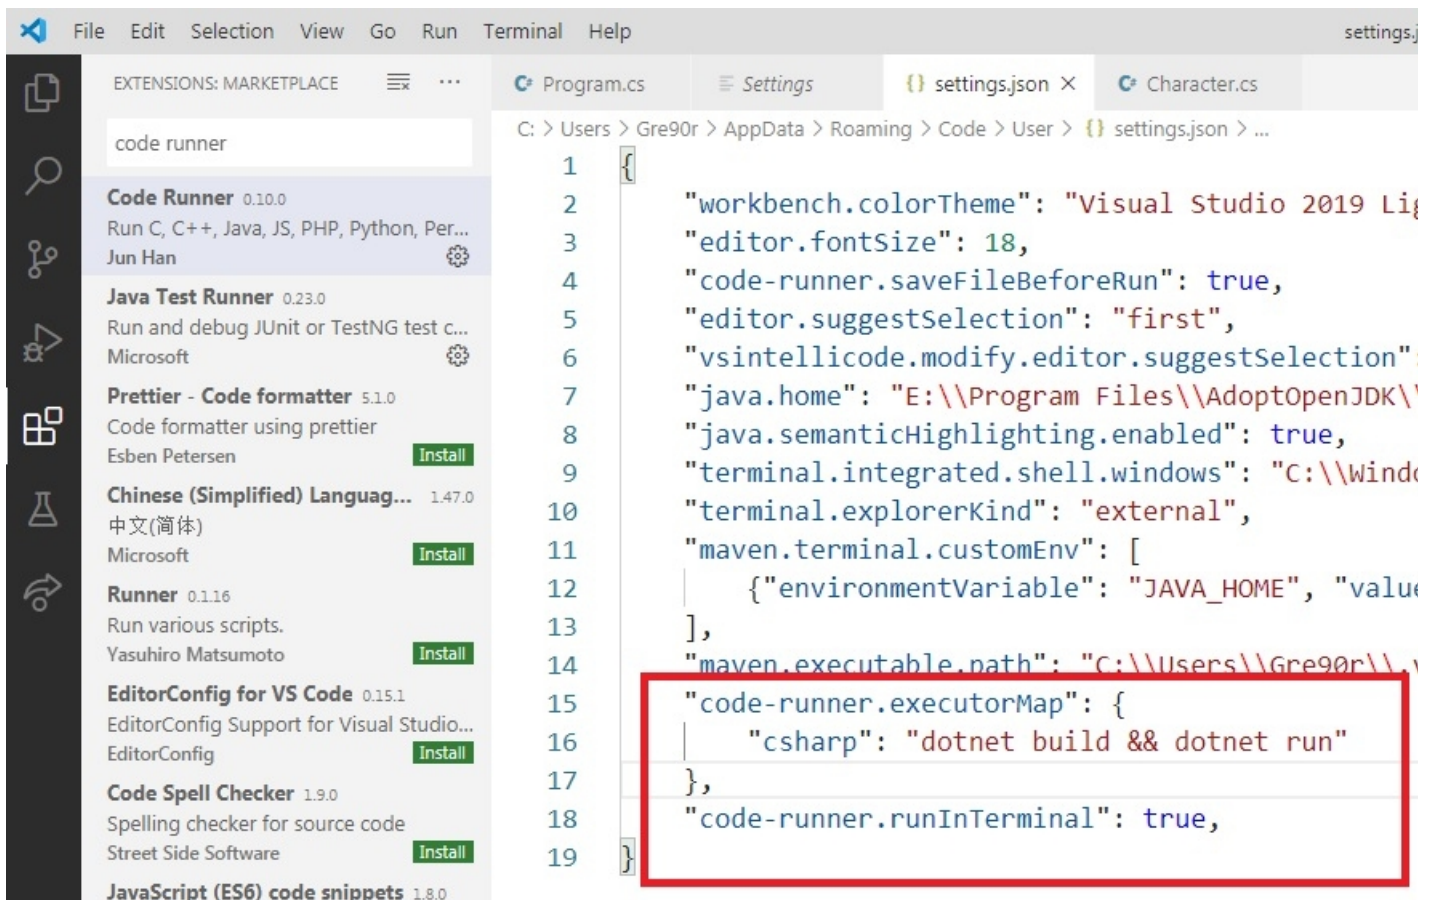 File Edit Selection View Go Run Terminal Help
settings.j
EXTENSIONS: MARKETPLACE
code runner
Code Runner 0.10.0
Run C, C++, Java, JS, PHP, Python, Per...
Jun Han
Java Test Runner 0.23.0
Run and debug JUnit or TestNG test c...
Microsoft
Prettier - Code formatter 5.1.0
Code formatter using prettier
Esben Petersen Install
Chinese (Simplified) Languag... 1.47.0
中文(简体)
Microsoft Install
Runner 0.1.16
Run various scripts.
Yasuhiro Matsumoto Install
EditorConfig for VS Code 0.15.1
EditorConfig Support for Visual Studio...
EditorConfig Install
Code Spell Checker 1.9.0
Spelling checker for source code
Street Side Software Install
JavaScript (ES6) code snippets 1.8.0
Program.cs Settings {} settings.json × Character.cs
C: > Users > Gre90r > AppData > Roaming > Code > User > {} settings.json > ...
1 {
2 "workbench.colorTheme": "Visual Studio 2019 Lig
3 "editor.fontSize": 18,
4 "code-runner.saveFileBeforeRun": true,
5 "editor.suggestSelection": "first",
6 "vsintellicode.modify.editor.suggestSelection":
7 "java.home": "E:\\Program Files\\AdoptOpenJDK\\
8 "java.semanticHighlighting.enabled": true,
9 "terminal.integrated.shell.windows": "C:\\Windo
10 "terminal.explorerKind": "external",
11 "maven.terminal.customEnv": [
12 {"environmentVariable": "JAVA_HOME", "value
13 ],
14 "maven.executable.path": "C:\\Users\\Gre90r\\.v
15 "code-runner.executorMap": {
16 "csharp": "dotnet build && dotnet run"
17 },
18 "code-runner.runInTerminal": true,
19 }